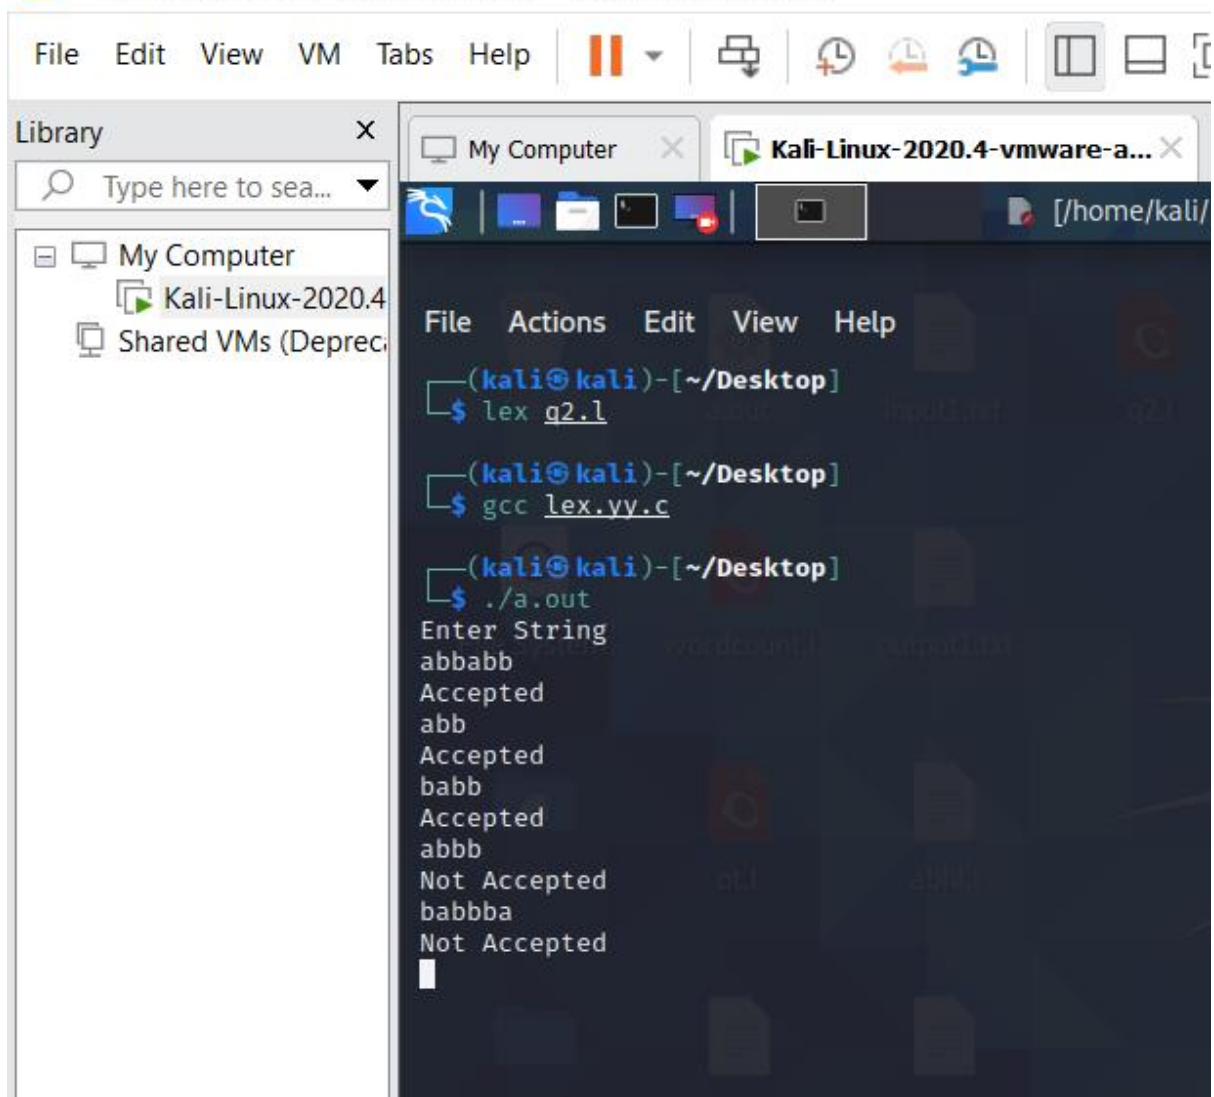 File Edit View VM Tabs Help
Library X
My Computer
Kali-Linux-2020.4-vmware-a...
Type here to sea...
[/home/kali/
My Computer
Kali-Linux-2020.4
Shared VMs (Depreca
File Actions Edit View Help
(kali㉿kali)-[~/Desktop]
$ lex q2.l
(kali㉿kali)-[~/Desktop]
$ gcc lex.yy.c
(kali㉿kali)-[~/Desktop]
$ ./a.out
Enter String
abbabb
Accepted
abb
Accepted
babb
Accepted
abbb
Not Accepted
babbba
Not Accepted